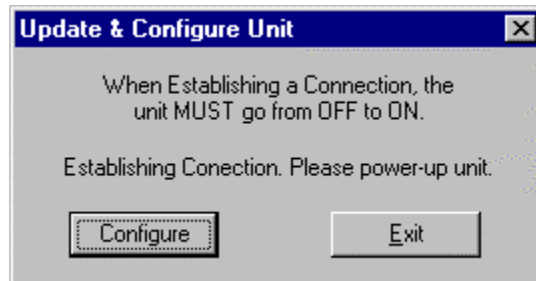 Update & Configure Unit
When Establishing a Connection, the
unit MUST go from OFF to ON.
Establishing Conection. Please power-up unit.
Configure
Exit